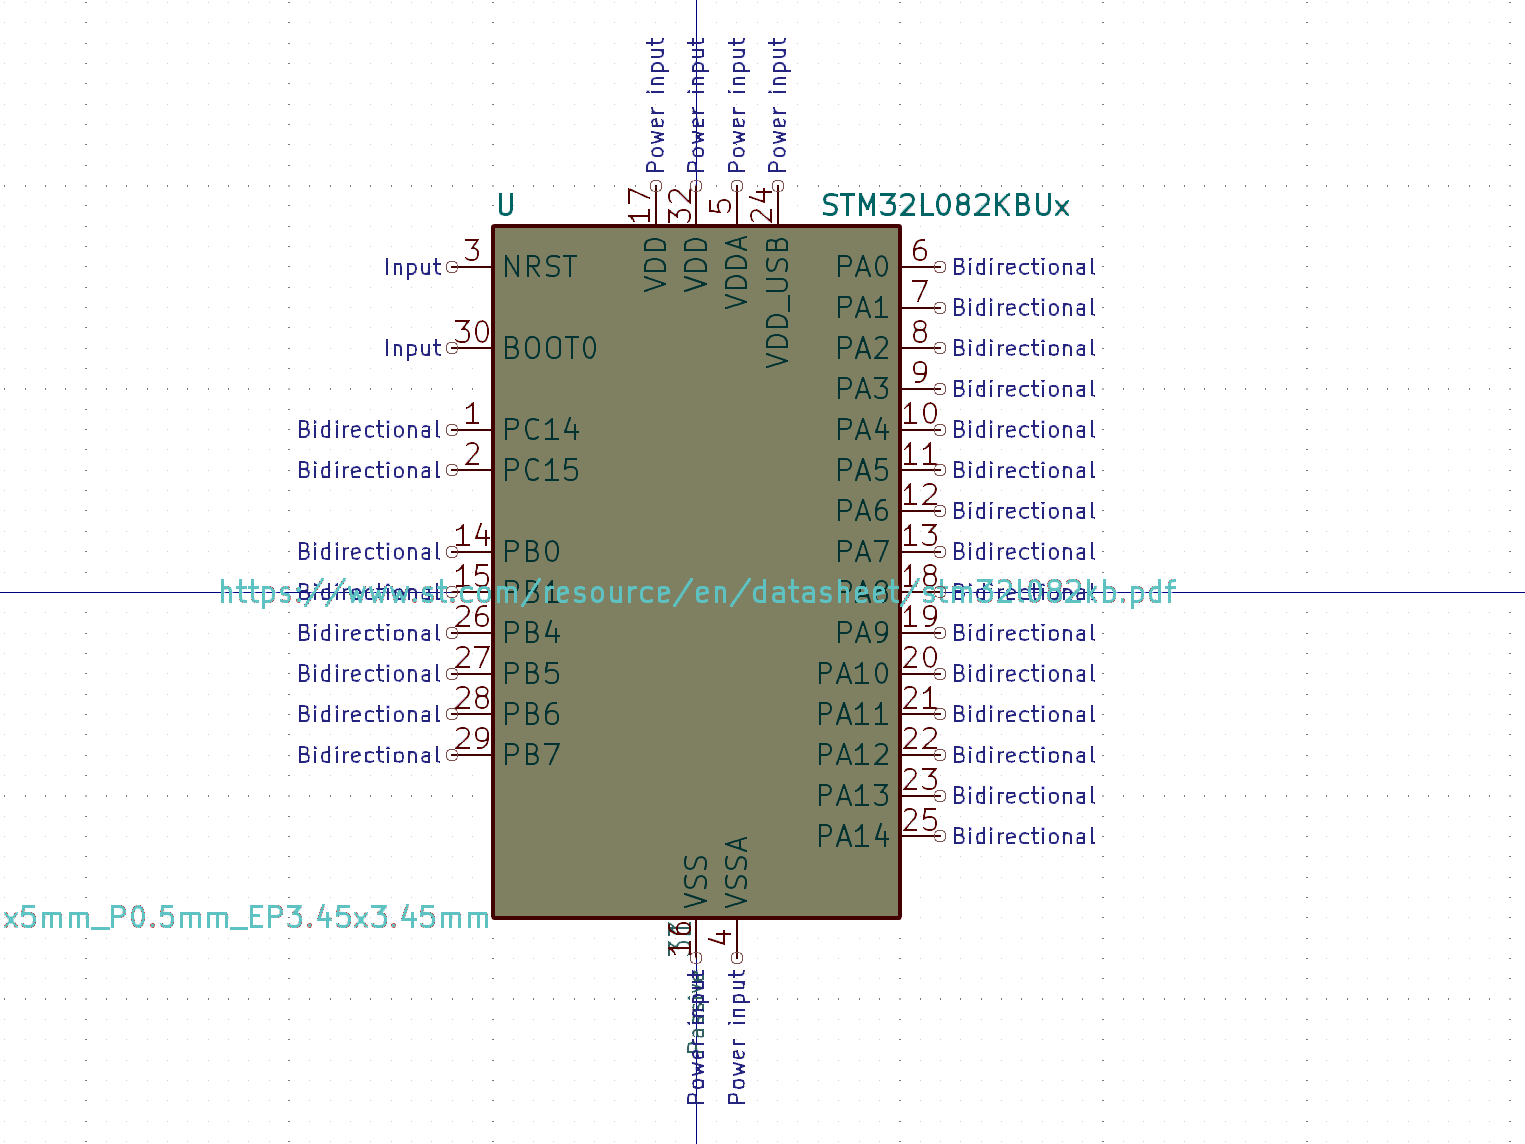 Power input
Power input
Power input
Power input
17
32
5
24
U
STM32L082KBUx
VDD
VDD
VDDA
VDD_USB
Input 3 NRST
PA0 6 Bidirectional
PA1 7 Bidirectional
Input 30 BOOT0
PA2 8 Bidirectional
PA3 9 Bidirectional
Bidirectional 1 PC14
PA4 10 Bidirectional
Bidirectional 2 PC15
PA5 11 Bidirectional
PA6 12 Bidirectional
Bidirectional 14 PB0
PA7 13 Bidirectional
Bidirectional 15 PB1
https://www.st.com/resource/en/datasheet/stm32l082kb.pdf
PA8 18 Bidirectional
Bidirectional 26 PB4
PA9 19 Bidirectional
Bidirectional 27 PB5
PA10 20 Bidirectional
Bidirectional 28 PB6
PA11 21 Bidirectional
Bidirectional 29 PB7
PA12 22 Bidirectional
PA13 23 Bidirectional
PA14 25 Bidirectional
VSS
VSSA
x5mm_P0.5mm_EP3.45x3.45mm
16
33
4
Power input
Passive
Power input